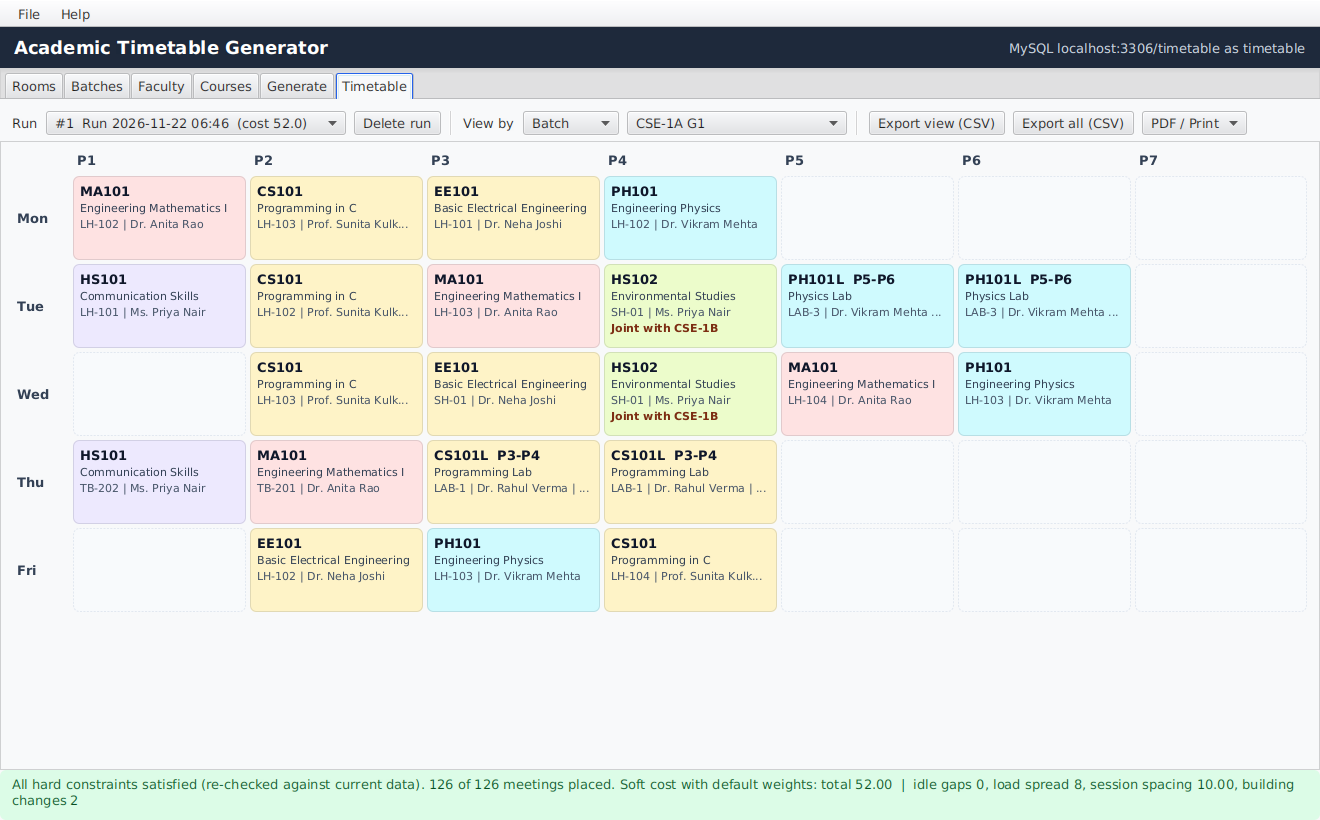 File Help
Academic Timetable Generator MySQL localhost:3306/timetable as timetable
Rooms Batches Faculty Courses Generate Timetable
Run #1 Run 2026-11-22 06:46 (cost 52.0) Delete run View by Batch CSE-1A G1 Export view (CSV) Export all (CSV) PDF / Print
P1 P2 P3 P4 P5 P6 P7
Mon
MA101
Engineering Mathematics I
LH-102 | Dr. Anita Rao
CS101
Programming in C
LH-103 | Prof. Sunita Kulk...
EE101
Basic Electrical Engineering
LH-101 | Dr. Neha Joshi
PH101
Engineering Physics
LH-102 | Dr. Vikram Mehta
Tue
HS101
Communication Skills
LH-101 | Ms. Priya Nair
CS101
Programming in C
LH-102 | Prof. Sunita Kulk...
MA101
Engineering Mathematics I
LH-103 | Dr. Anita Rao
HS102
Environmental Studies
SH-01 | Ms. Priya Nair
Joint with CSE-1B
PH101L P5-P6
Physics Lab
LAB-3 | Dr. Vikram Mehta ...
PH101L P5-P6
Physics Lab
LAB-3 | Dr. Vikram Mehta ...
Wed
CS101
Programming in C
LH-103 | Prof. Sunita Kulk...
EE101
Basic Electrical Engineering
SH-01 | Dr. Neha Joshi
HS102
Environmental Studies
SH-01 | Ms. Priya Nair
Joint with CSE-1B
MA101
Engineering Mathematics I
LH-104 | Dr. Anita Rao
PH101
Engineering Physics
LH-103 | Dr. Vikram Mehta
Thu
HS101
Communication Skills
TB-202 | Ms. Priya Nair
MA101
Engineering Mathematics I
TB-201 | Dr. Anita Rao
CS101L P3-P4
Programming Lab
LAB-1 | Dr. Rahul Verma | ...
CS101L P3-P4
Programming Lab
LAB-1 | Dr. Rahul Verma | ...
Fri
EE101
Basic Electrical Engineering
LH-102 | Dr. Neha Joshi
PH101
Engineering Physics
LH-103 | Dr. Vikram Mehta
CS101
Programming in C
LH-104 | Prof. Sunita Kulk...
All hard constraints satisfied (re-checked against current data). 126 of 126 meetings placed. Soft cost with default weights: total 52.00 | idle gaps 0, load spread 8, session spacing 10.00, building
changes 2